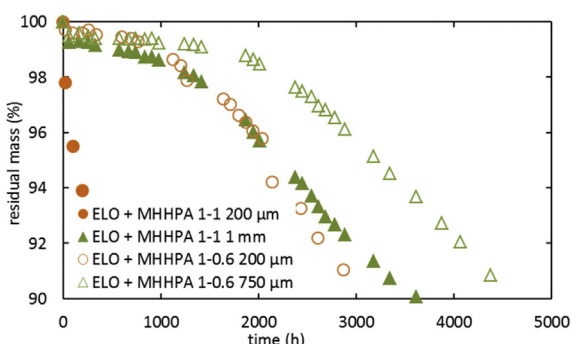 100
98
96
94
92
90
residual mass (%)
ELO + MHHPA 1-1 200 µm
ELO + MHHPA 1-1 1 mm
ELO + MHHPA 1-0.6 200 µm
ELO + MHHPA 1-0.6 750 µm
0 1000 2000 3000 4000 5000
time (h)